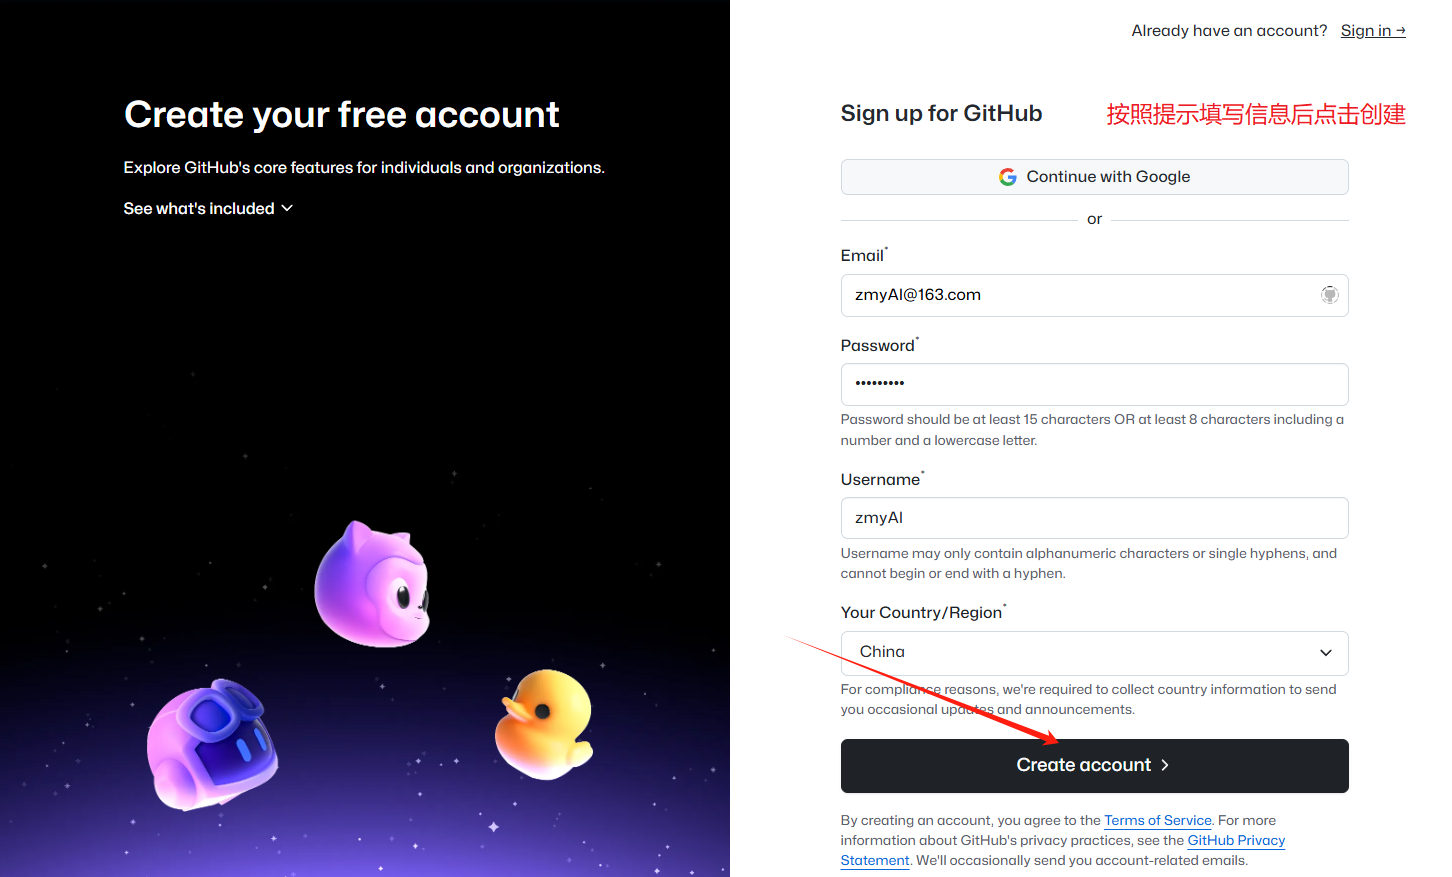 Already have an account? Sign in →
Create your free account
Explore GitHub's core features for individuals and organizations.
See what's included
Sign up for GitHub
按照提示填写信息后点击创建
Continue with Google
or
Email*
zmyAI@163.com
Password*
•••••••••
Password should be at least 15 characters OR at least 8 characters including a
number and a lowercase letter.
Username*
zmyAI
Username may only contain alphanumeric characters or single hyphens, and
cannot begin or end with a hyphen.
Your Country/Region*
China
For compliance reasons, we're required to collect country information to send
you occasional updates and announcements.
Create account
By creating an account, you agree to the Terms of Service. For more
information about GitHub's privacy practices, see the GitHub Privacy
Statement. We'll occasionally send you account-related emails.